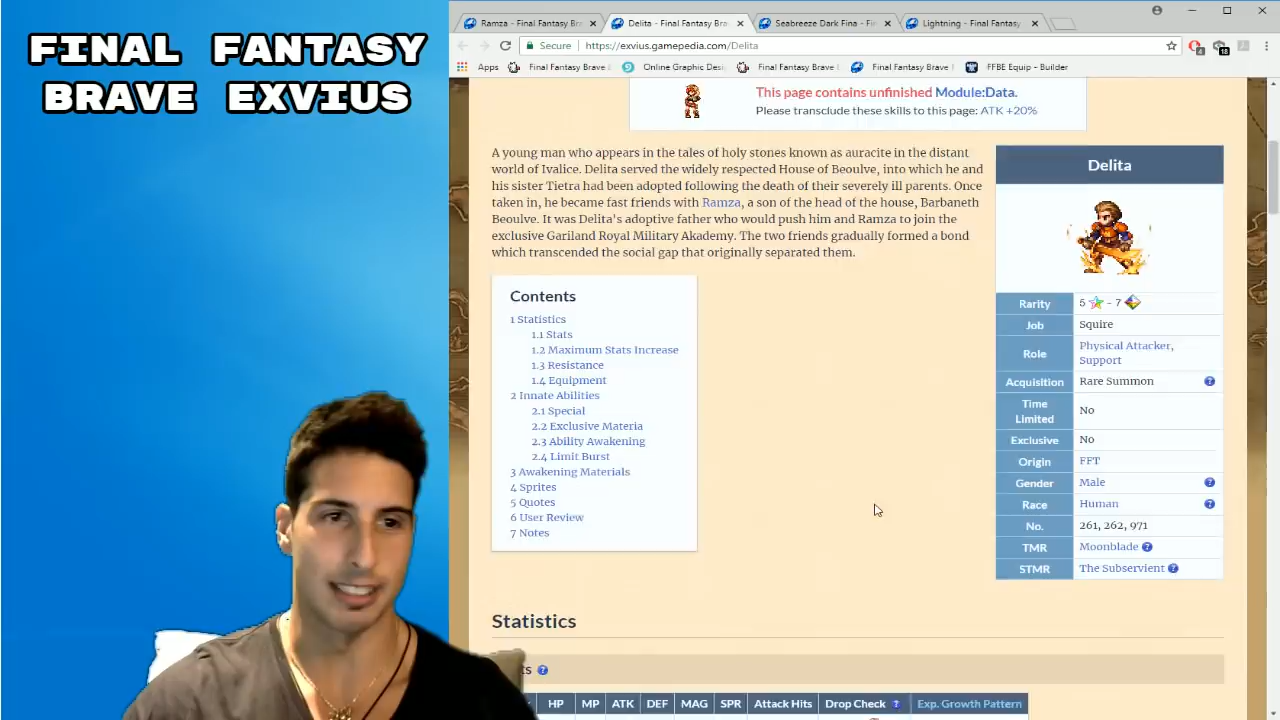 FINAL FANTASY
BRAVE EXVIUS
Ramza - Final Fantasy Bra
Delita - Final Fantasy Bra
Seabreeze Dark Fina - Fin
Lightning - Final Fantasy
Secure
https://exvius.gamepedia.com/Delita
Apps
Final Fantasy Brave
Online Graphic Desi
Final Fantasy Brave
Final Fantasy Brave
FFBE Equip - Builder
This page contains unfinished Module:Data.
Please transclude these skills to this page: ATK +20%
A young man who appears in the tales of holy stones known as auracite in the distant
world of Ivalice. Delita served the widely respected House of Beoulve, into which he and
his sister Tietra had been adopted following the death of their severely ill parents. Once
taken in, he became fast friends with Ramza, a son of the head of the house, Barbaneth
Beoulve. It was Delita's adoptive father who would push him and Ramza to join the
exclusive Gariland Royal Military Akademy. The two friends gradually formed a bond
which transcended the social gap that originally separated them.
Contents
1 Statistics
1.1 Stats
1.2 Maximum Stats Increase
1.3 Resistance
1.4 Equipment
2 Innate Abilities
2.1 Special
2.2 Exclusive Materia
2.3 Ability Awakening
2.4 Limit Burst
3 Awakening Materials
4 Sprites
5 Quotes
6 User Review
7 Notes
Delita
Rarity 5 - 7
Job Squire
Role Physical Attacker,
Support
Acquisition Rare Summon
Time
Limited No
Exclusive No
Origin FFT
Gender Male
Race Human
No. 261, 262, 971
TMR Moonblade
STMR The Subservient
Statistics
HP MP ATK DEF MAG SPR Attack Hits Drop Check Exp. Growth Pattern